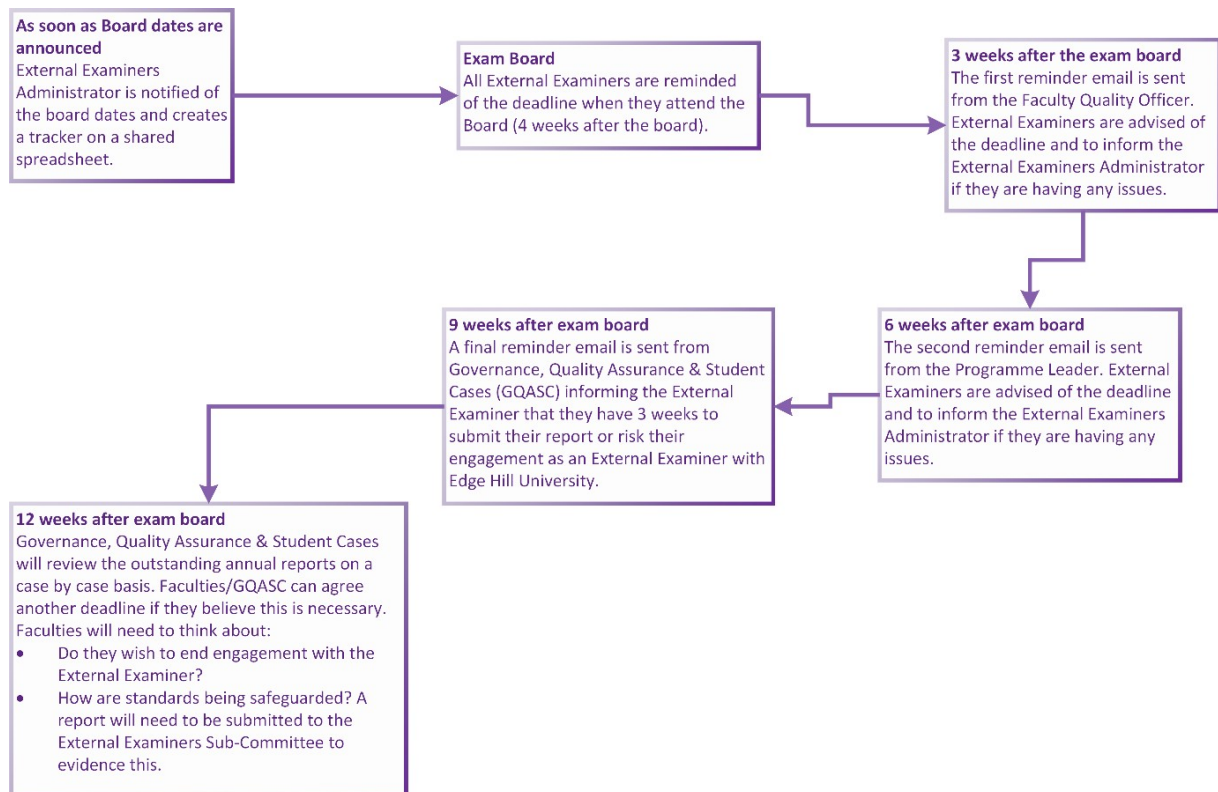 As soon as Board dates are
announced
External Examiners
Administrator is notified of
the board dates and creates
a tracker on a shared
spreadsheet.
Exam Board
All External Examiners are reminded
of the deadline when they attend the
Board (4 weeks after the board).
3 weeks after the exam board
The first reminder email is sent
from the Faculty Quality Officer.
External Examiners are advised of
the deadline and to inform the
External Examiners Administrator
if they are having any issues.
6 weeks after exam board
The second reminder email is sent
from the Programme Leader. External
Examiners are advised of the deadline
and to inform the External Examiners
Administrator if they are having any
issues.
9 weeks after exam board
A final reminder email is sent from
Governance, Quality Assurance & Student
Cases (GQASC) informing the External
Examiner that they have 3 weeks to
submit their report or risk their
engagement as an External Examiner with
Edge Hill University.
12 weeks after exam board
Governance, Quality Assurance & Student Cases
will review the outstanding annual reports on a
case by case basis. Faculties/GQASC can agree
another deadline if they believe this is necessary.
Faculties will need to think about:
• Do they wish to end engagement with the
External Examiner?
• How are standards being safeguarded? A
report will need to be submitted to the
External Examiners Sub-Committee to
evidence this.